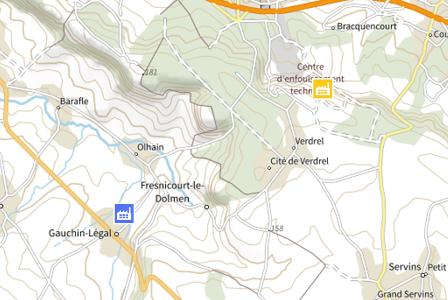 Bracquencourt
Cou
Centre
d'enfouissement
techn
181
Barafle
Olhain
Verdrel
Cité de Verdrel
Fresnicourt-le-
Dolmen
Gauchin-Légal
158
Servins
Petit
Grand Servins